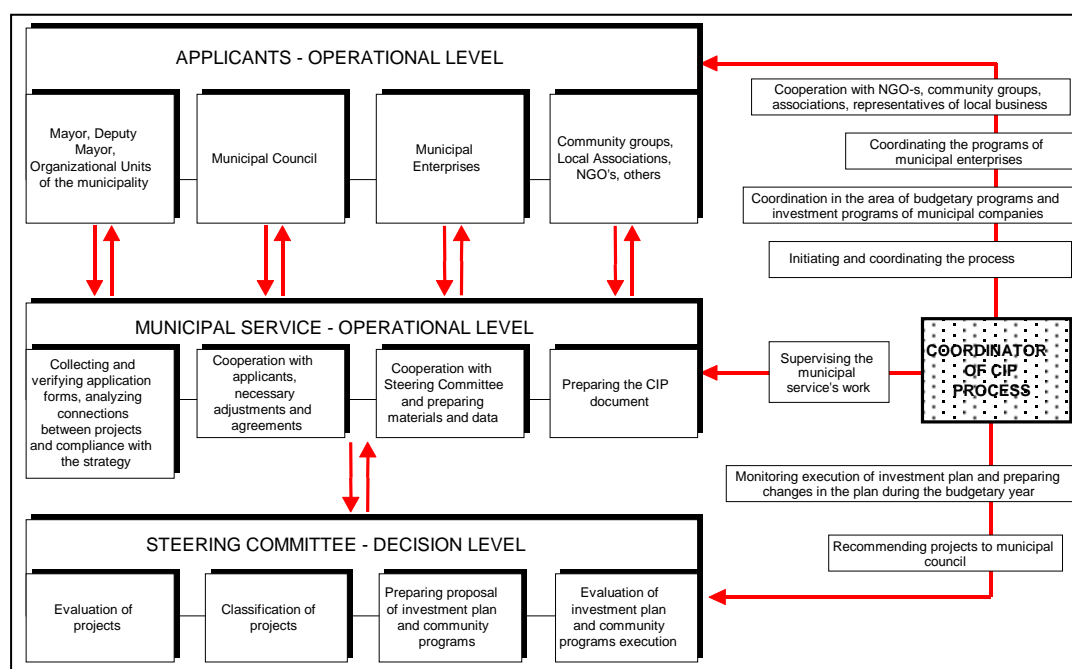 APPLICANTS - OPERATIONAL LEVEL
Mayor, Deputy
Mayor,
Organizational Units
of the municipality
Municipal Council
Municipal
Enterprises
Community groups,
Local Associations,
NGO's, others
Cooperation with NGO-s, community groups,
associations, representatives of local business
Coordinating the programs of
municipal enterprises
Coordination in the area of budgetary programs and
investment programs of municipal companies
Initiating and coordinating the process
MUNICIPAL SERVICE - OPERATIONAL LEVEL
Collecting and
verifying application
forms, analyzing
connections
between projects
and compliance with
the strategy
Cooperation with
applicants,
necessary
adjustments and
agreements
Cooperation with
Steering Committee
and preparing
materials and data
Preparing the CIP
document
Supervising the
municipal
service's work
COORDINATOR
OF CIP
PROCESS
Monitoring execution of investment plan and preparing
changes in the plan during the budgetary year
Recommending projects to municipal
council
STEERING COMMITTEE - DECISION LEVEL
Evaluation of
projects
Classification of
projects
Preparing proposal
of investment plan
and community
programs
Evaluation of
investment plan
and community
programs execution